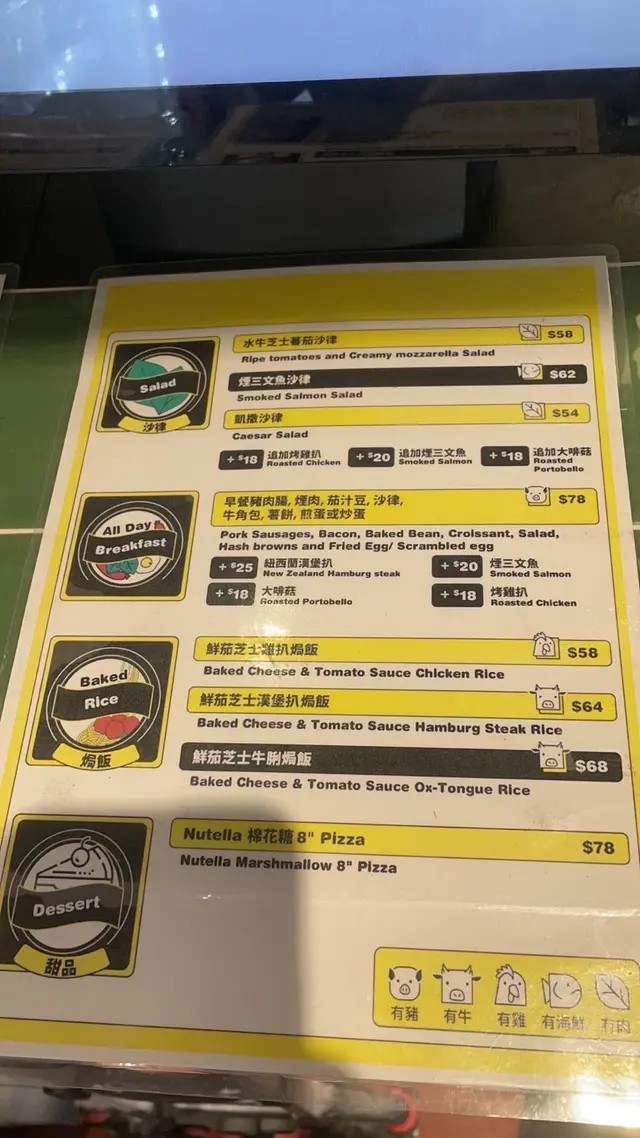 水牛芝士蕃茄沙律 $58
Ripe tomatoes and Creamy mozzarella Salad
煙三文魚沙律 $62
Smoked Salmon Salad
凱撒沙律 $54
Caesar Salad
Salad
沙律
+$18 追加烤雞扒 +$20 追加煙三文魚 +$18 追加大啡菇
Roasted Chicken Smoked Salmon Roasted
Portobello
All Day
Breakfast
早餐豬肉腸, 煙肉, 茄汁豆, 沙律, $78
牛角包, 薯餅, 煎蛋或炒蛋
Pork Sausages, Bacon, Baked Bean, Croissant, Salad,
Hash browns and Fried Egg/ Scrambled egg
+$25 紐西蘭漢堡扒 +$20 煙三文魚
New Zealand Hamburg steak Smoked Salmon
+$18 大啡菇 +$18 烤雞扒
Roasted Portobello Roasted Chicken
Baked
Rice
焗飯
鮮茄芝士雞扒焗飯 $58
Baked Cheese & Tomato Sauce Chicken Rice
鮮茄芝士漢堡扒焗飯 $64
Baked Cheese & Tomato Sauce Hamburg Steak Rice
鮮茄芝士牛脷焗飯 $68
Baked Cheese & Tomato Sauce Ox-Tongue Rice
Dessert
甜品
Nutella 棉花糖 8" Pizza $78
Nutella Marshmallow 8" Pizza
有豬 有牛 有雞 有海鮮 冇肉